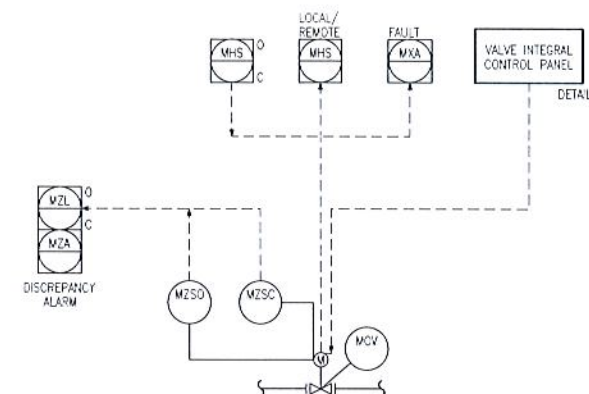 LOCAL/
REMOTE
FAULT
MHS
O
C
MHS
MXA
VALVE INTEGRAL
CONTROL PANEL
DETAIL
MZL
O
C
MZA
DISCREPANCY
ALARM
MZSO
MZSC
MOV
M